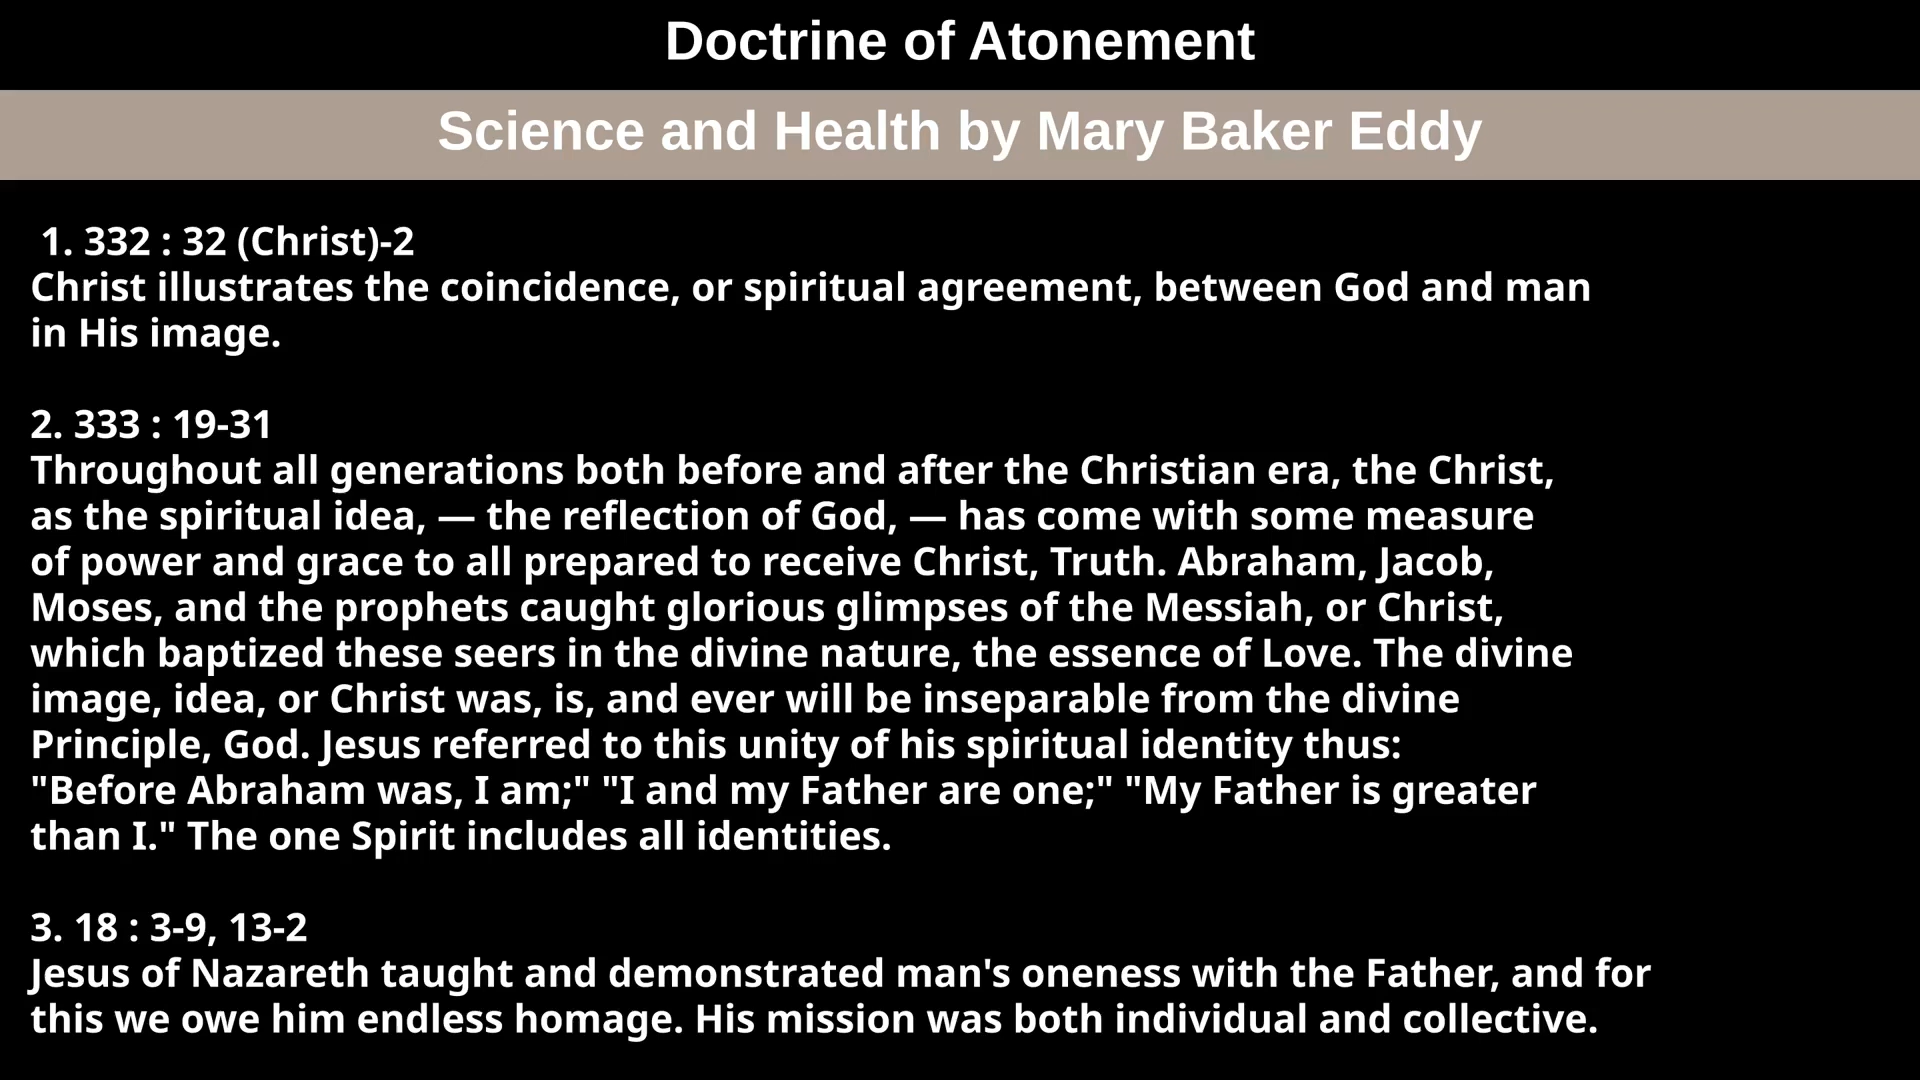 Doctrine of Atonement
Science and Health by Mary Baker Eddy
1. 332 : 32 (Christ)-2
Christ illustrates the coincidence, or spiritual agreement, between God and man
in His image.
2. 333 : 19-31
Throughout all generations both before and after the Christian era, the Christ,
as the spiritual idea, — the reflection of God, — has come with some measure
of power and grace to all prepared to receive Christ, Truth. Abraham, Jacob,
Moses, and the prophets caught glorious glimpses of the Messiah, or Christ,
which baptized these seers in the divine nature, the essence of Love. The divine
image, idea, or Christ was, is, and ever will be inseparable from the divine
Principle, God. Jesus referred to this unity of his spiritual identity thus:
"Before Abraham was, I am;" "I and my Father are one;" "My Father is greater
than I." The one Spirit includes all identities.
3. 18 : 3-9, 13-2
Jesus of Nazareth taught and demonstrated man's oneness with the Father, and for
this we owe him endless homage. His mission was both individual and collective.